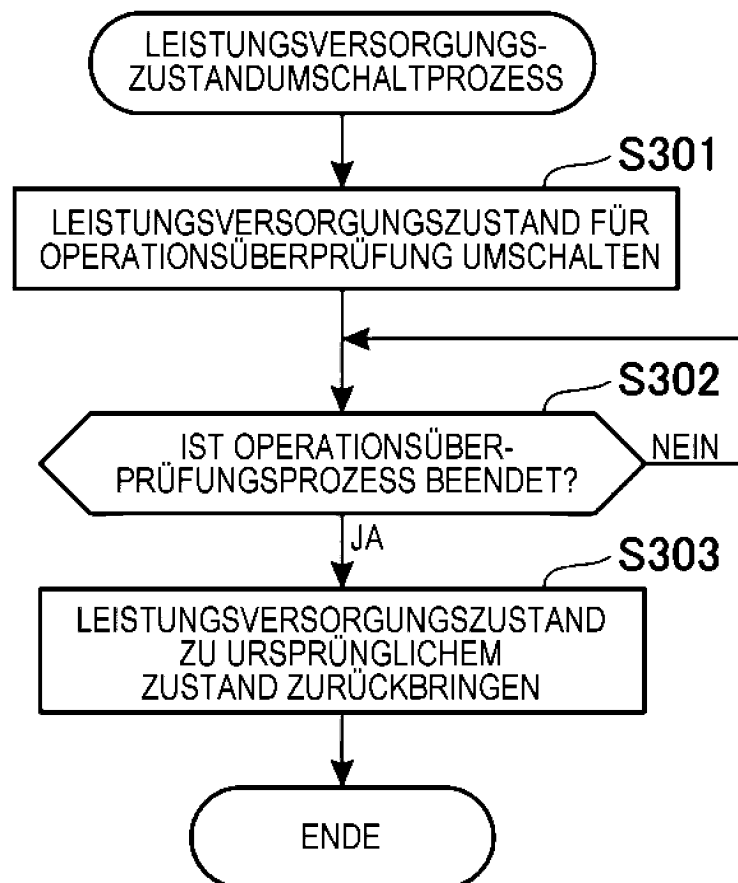 LEISTUNGSVERSORGUNGS-
ZUSTANDUMSCHALTPROZESS
S301
LEISTUNGSVERSORGUNGSZUSTAND FÜR
OPERATIONSÜBERPRÜFUNG UMSCHALTEN
S302
IST OPERATIONSÜBER-
PRÜFUNGSPROZESS BEENDET?
NEIN
JA
S303
LEISTUNGSVERSORGUNGSZUSTAND
ZU URSPRÜNGLICHEM
ZUSTAND ZURÜCKBRINGEN
ENDE